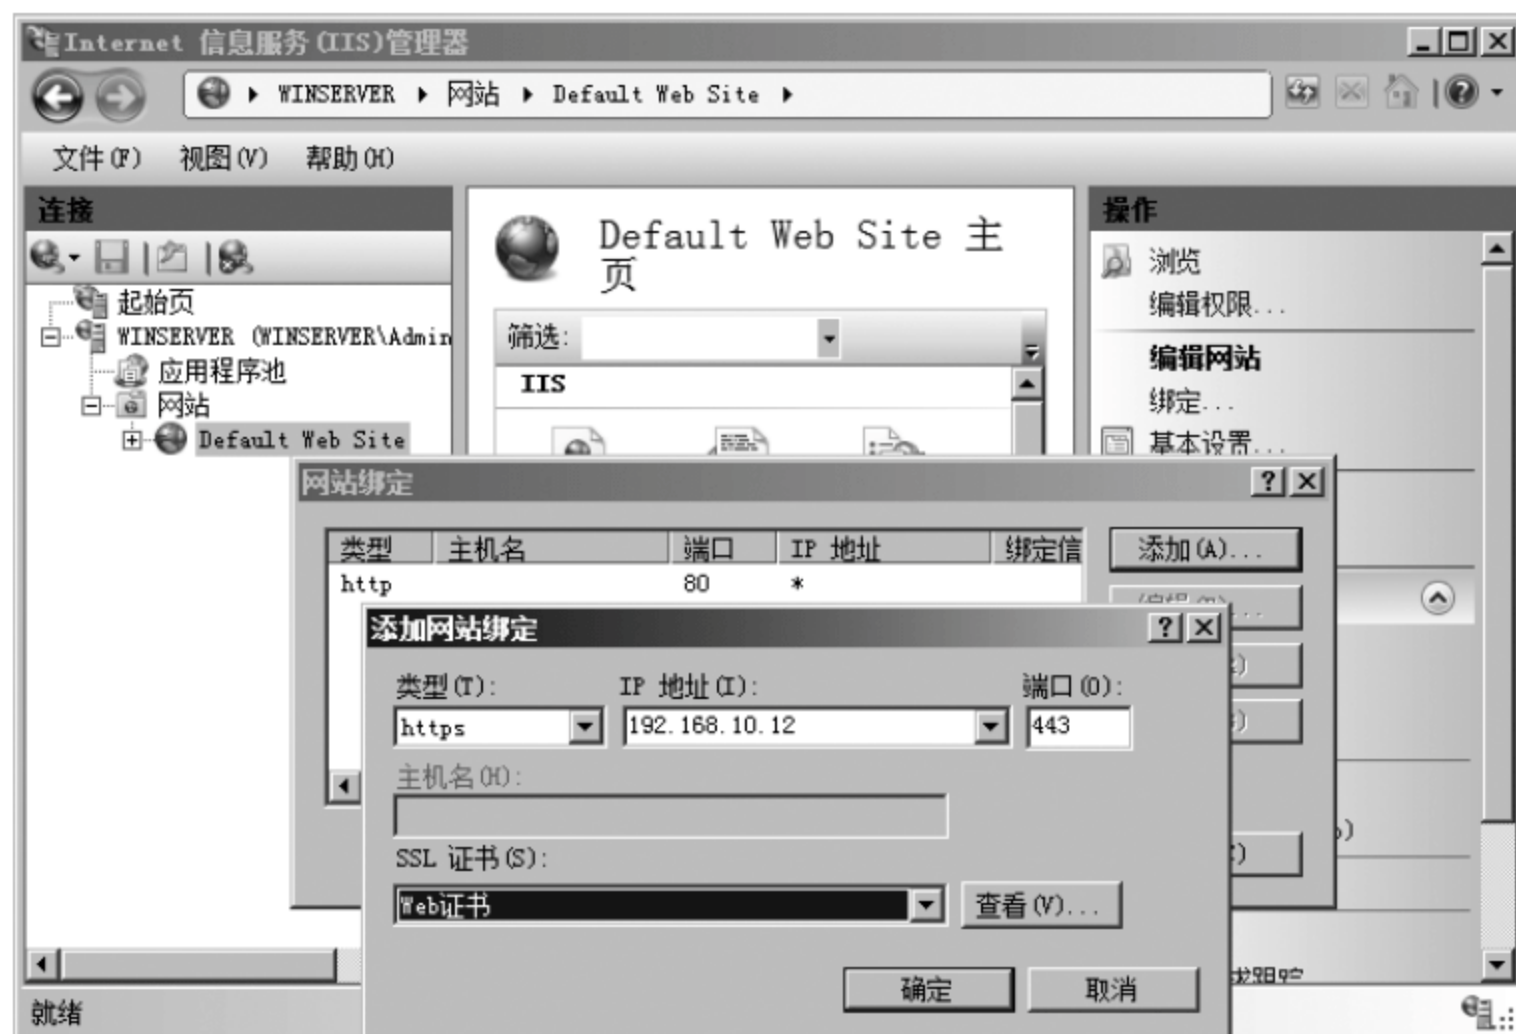 Internet 信息服务(IIS)管理器
WINSERVER 网站 Default Web Site
文件(F) 视图(V) 帮助(H)
连接
起始页
WINSERVER (WINSERVER\Admin
应用程序池
网站
Default Web Site
Default Web Site 主
页
筛选:
IIS
操作
浏览
编辑权限...
编辑网站
绑定...
基本设置...
网站绑定
类型 主机名 端口 IP 地址 绑定信
http 80 *
添加(A)...
添加网站绑定
类型(T): IP 地址(I): 端口(O):
https 192.168.10.12 443
主机名(H):
SSL 证书(S):
Web证书 查看(V)...
确定 取消
就绪